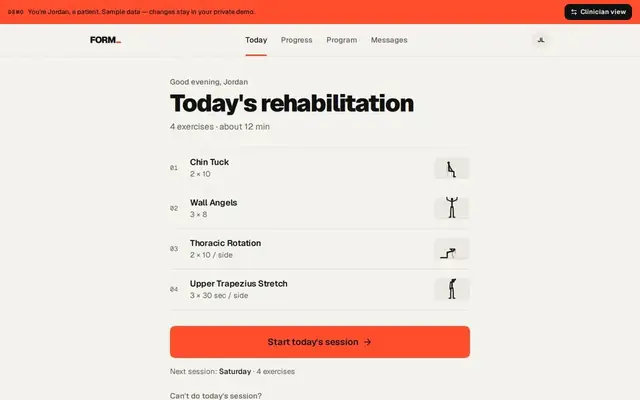 DEMO You're Jordan, a patient. Sample data — changes stay in your private demo.
Clinician view
FORM_
Today Progress Program Messages
JL
Good evening, Jordan
Today's rehabilitation
4 exercises · about 12 min
01 Chin Tuck
2 × 10
02 Wall Angels
3 × 8
03 Thoracic Rotation
2 × 10 / side
04 Upper Trapezius Stretch
3 × 30 sec / side
Start today's session →
Next session: Saturday · 4 exercises
Can't do today's session?